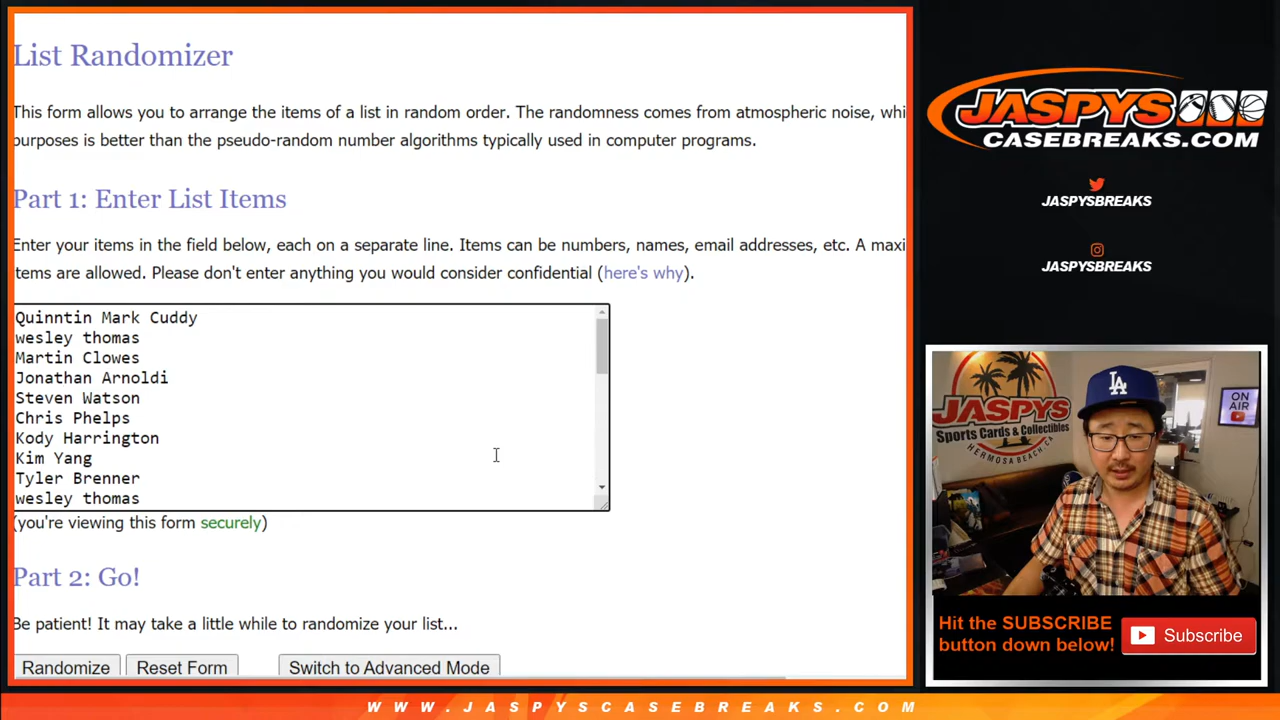 List Randomizer
This form allows you to arrange the items of a list in random order. The randomness comes from atmospheric noise, whi
purposes is better than the pseudo-random number algorithms typically used in computer programs.
Part 1: Enter List Items
Enter your items in the field below, each on a separate line. Items can be numbers, names, email addresses, etc. A maxi
items are allowed. Please don't enter anything you would consider confidential (here's why).
Quinntin Mark Cuddy
wesley thomas
Martin Clowes
Jonathan Arnoldi
Steven Watson
Chris Phelps
Kody Harrington
Kim Yang
Tyler Brenner
wesley thomas
(you're viewing this form securely)
Part 2: Go!
Be patient! It may take a little while to randomize your list...
Randomize Reset Form Switch to Advanced Mode
JASPYS
CASEBREAKS.COM
JASPYSBREAKS
JASPYSBREAKS
JASPYS
Sports Cards & Collectibles
HERMOSA BEACH, CA
LA
ON
AIR
Hit the SUBSCRIBE
button down below!
Subscribe
WWW.JASPYSCASEBREAKS.COM